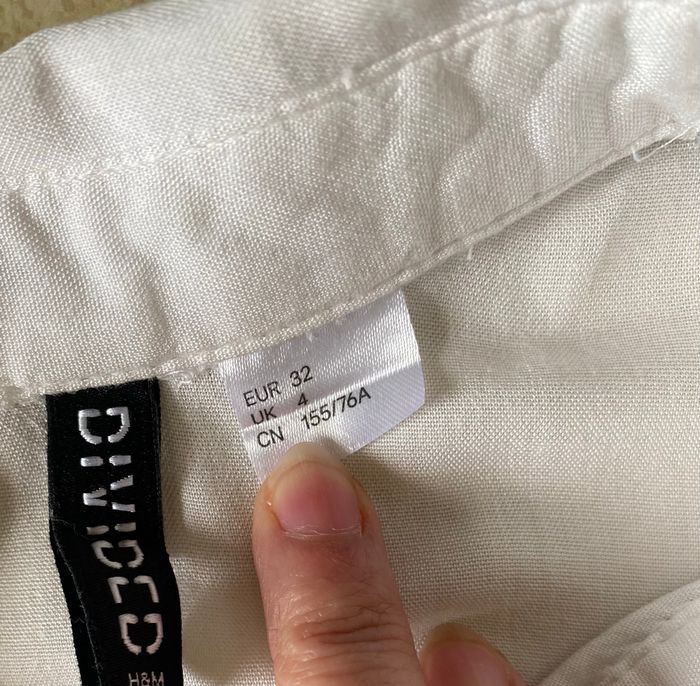 EUR 32
UK 4
CN 155/76A
DIVIDED
H&M